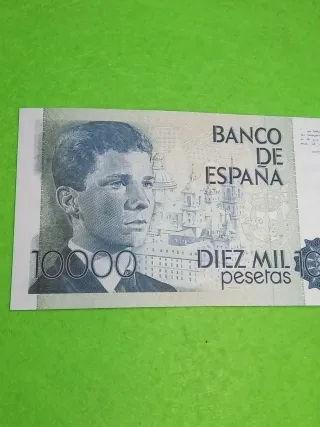 BANCO
DE
ESPAÑA
10000
DIEZ MIL
pesetas